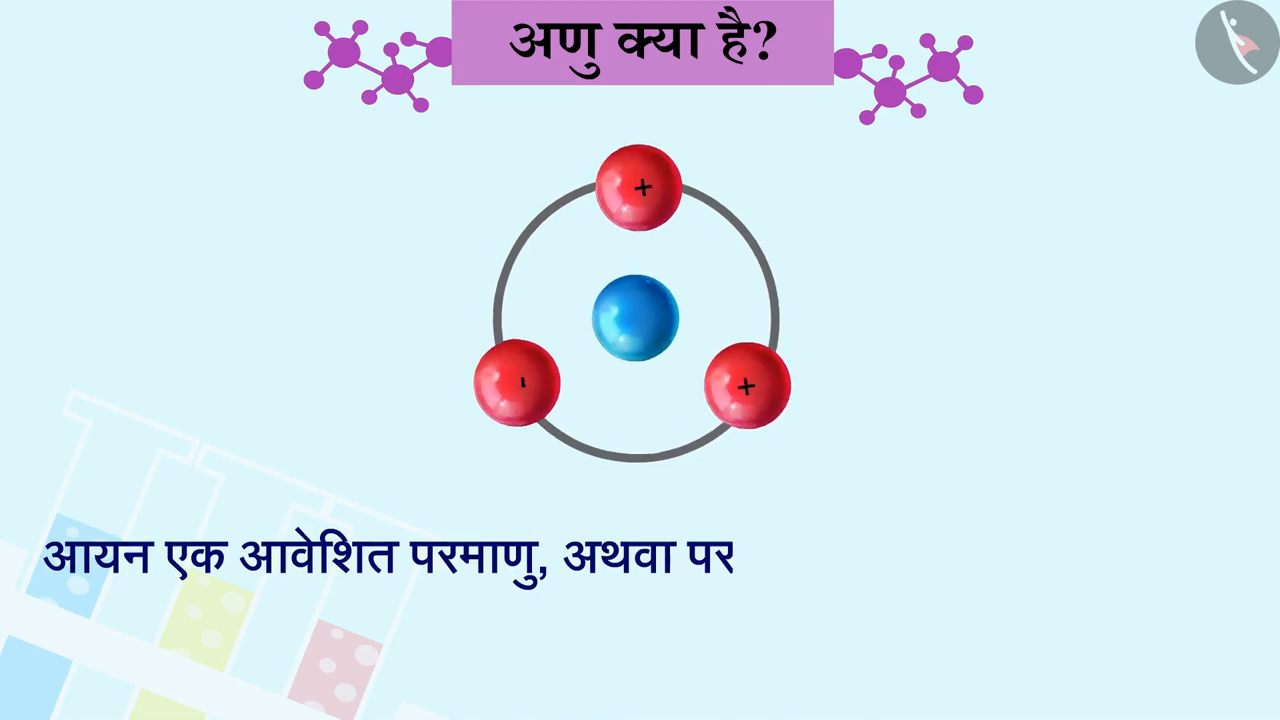 अणु क्या है?
+
- +
आयन एक आवेशित परमाणु, अथवा पर